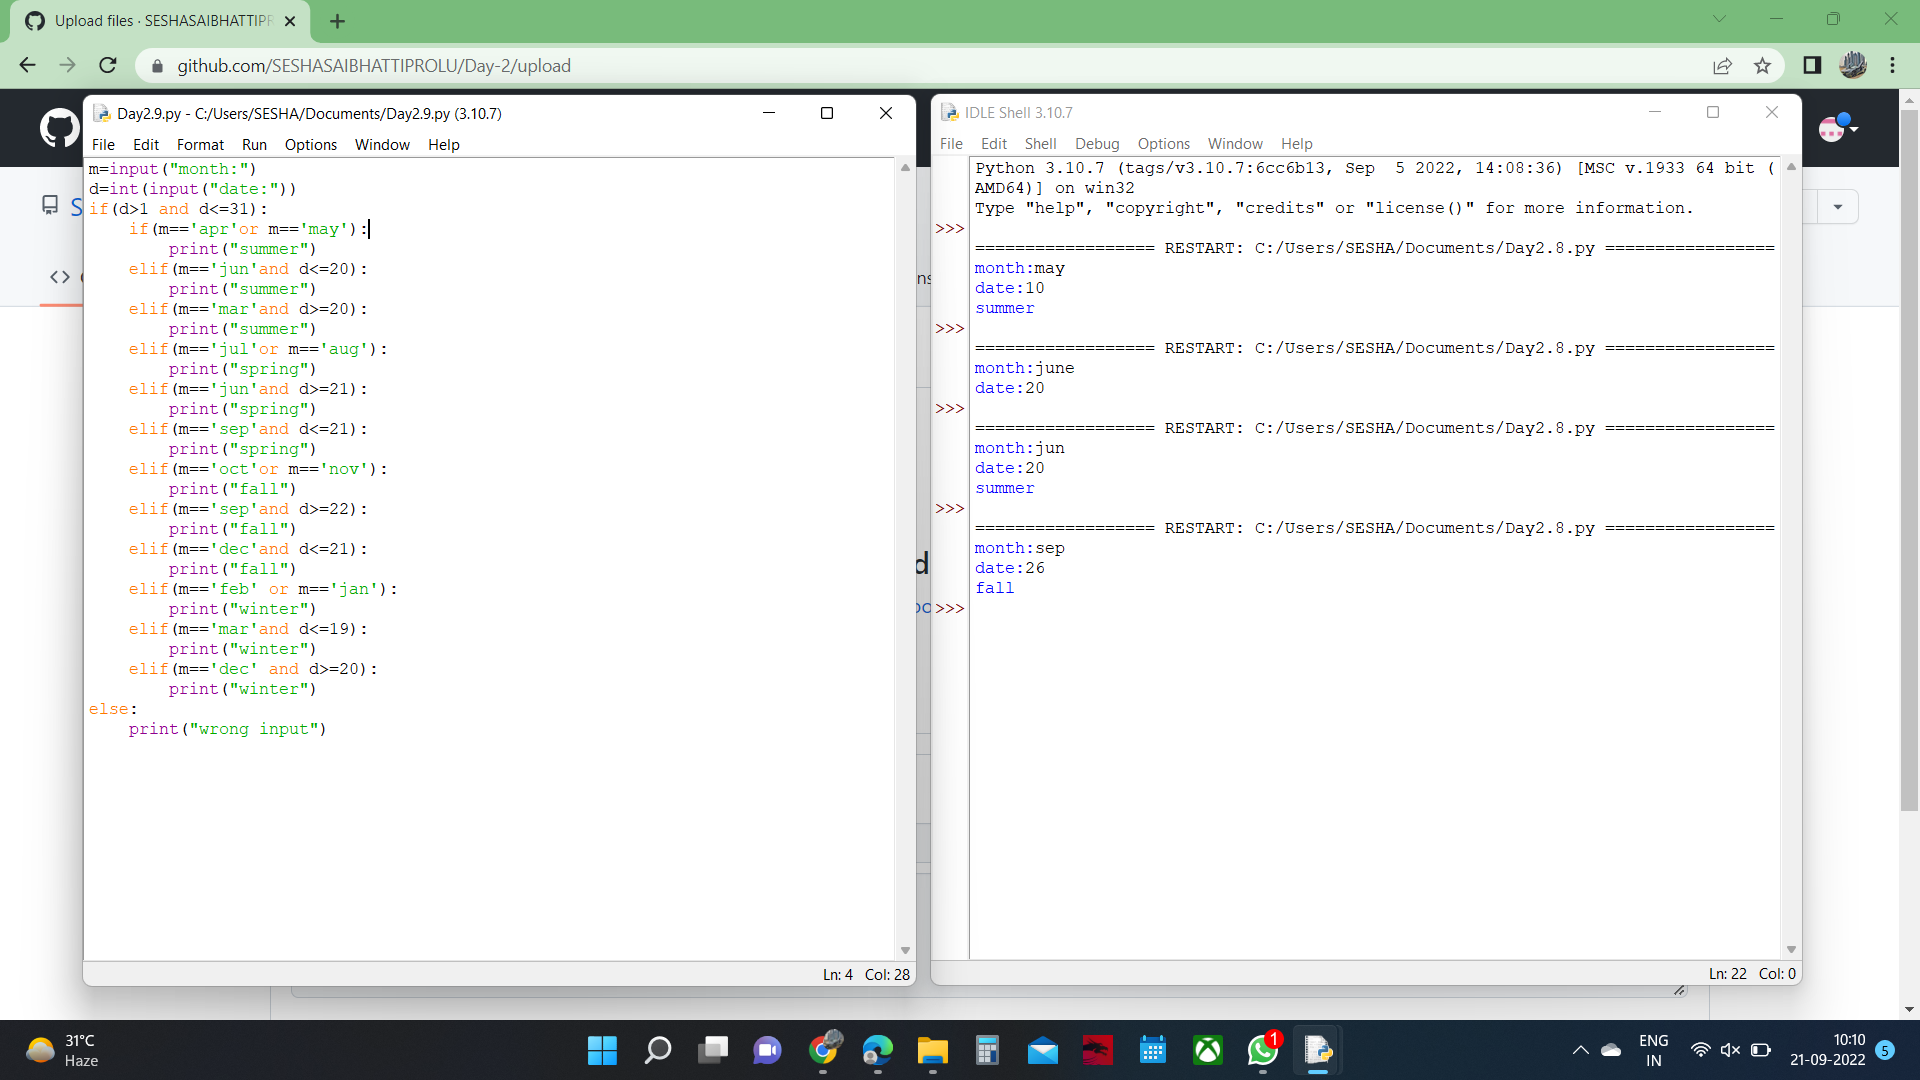 Upload files · SESHASAIBHATTIPR
github.com/SESHASAIBHATTIPROLU/Day-2/upload
Day2.9.py - C:/Users/SESHA/Documents/Day2.9.py (3.10.7)
File Edit Format Run Options Window Help
m=input("month:")
d=int(input("date:"))
if(d>1 and d<=31):
    if(m=='apr'or m=='may'):
        print("summer")
    elif(m=='jun'and d<=20):
        print("summer")
    elif(m=='mar'and d>=20):
        print("summer")
    elif(m=='jul'or m=='aug'):
        print("spring")
    elif(m=='jun'and d>=21):
        print("spring")
    elif(m=='sep'and d<=21):
        print("spring")
    elif(m=='oct'or m=='nov'):
        print("fall")
    elif(m=='sep'and d>=22):
        print("fall")
    elif(m=='dec'and d<=21):
        print("fall")
    elif(m=='feb' or m=='jan'):
        print("winter")
    elif(m=='mar'and d<=19):
        print("winter")
    elif(m=='dec' and d>=20):
        print("winter")
else:
    print("wrong input")
Ln: 4 Col: 28
IDLE Shell 3.10.7
File Edit Shell Debug Options Window Help
Python 3.10.7 (tags/v3.10.7:6cc6b13, Sep  5 2022, 14:08:36) [MSC v.1933 64 bit (
AMD64)] on win32
Type "help", "copyright", "credits" or "license()" for more information.
>>>
================== RESTART: C:/Users/SESHA/Documents/Day2.8.py =================
month:may
date:10
summer
>>>
================== RESTART: C:/Users/SESHA/Documents/Day2.8.py =================
month:june
date:20
>>>
================== RESTART: C:/Users/SESHA/Documents/Day2.8.py =================
month:jun
date:20
summer
>>>
================== RESTART: C:/Users/SESHA/Documents/Day2.8.py =================
month:sep
date:26
fall
>>>
Ln: 22 Col: 0
S
ns
d
31°C
Haze
1
ENG
IN
10:10
21-09-2022
5